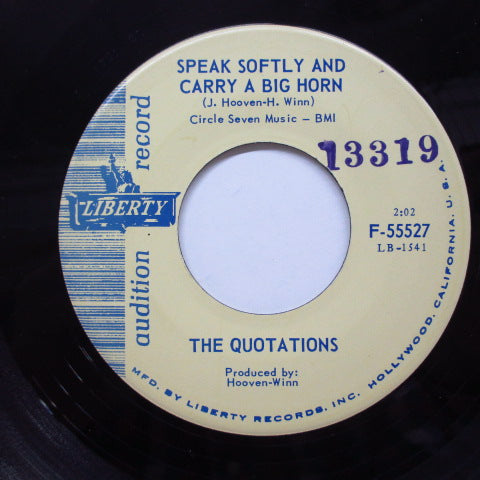 SPEAK SOFTLY AND
CARRY A BIG HORN
(J. Hooven-H. Winn)
Circle Seven Music – BMI
13319
audition record
LIBERTY
2:02
F-55527
LB-1541
THE QUOTATIONS
Produced by:
Hooven-Winn
MFD. BY LIBERTY RECORDS, INC. HOLLYWOOD, CALIFORNIA, U.S.A.